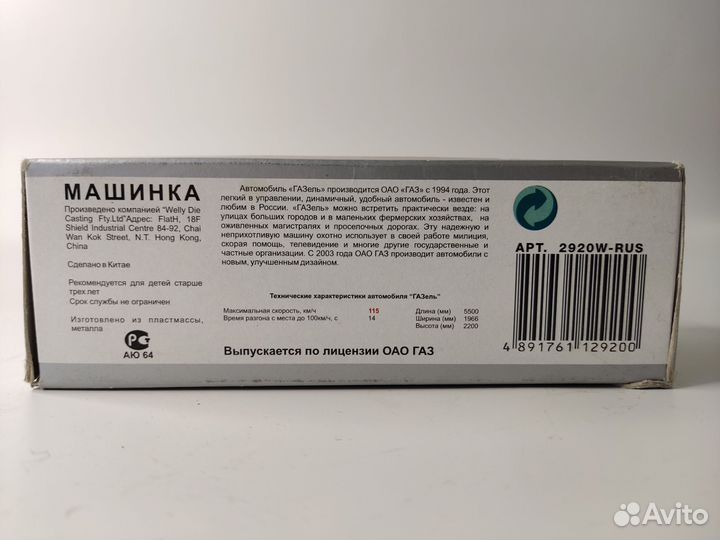 МАШИНКА
Произведено компанией "Welly Die
Casting Fty.Ltd"Адрес: FlatH, 18F
Shield Industrial Centre 84-92, Chai
Wan Kok Street, N.T. Hong Kong,
China
Сделано в Китае
Рекомендуется для детей старше
трех лет
Срок службы не ограничен
Изготовлено из пластмассы,
металла
РС
АЮ 64
Автомобиль «ГАЗель» производится ОАО «ГАЗ» с 1994 года. Этот
легкий в управлении, динамичный, удобный автомобиль - известен и
любим в России. «ГАЗель» можно встретить практически везде: на
улицах больших городов и в маленьких фермерских хозяйствах, на
оживленных магистралях и проселочных дорогах. Эту надежную и
неприхотливую машину охотно использует в своей работе милиция,
скорая помощь, телевидение и многие другие государственные и
частные организации. С 2003 года ОАО ГАЗ производит автомобили с
новым, улучшенным дизайном.
Технические характеристики автомобиля "ГАЗель"
Максимальная скорость, км/ч 115 Длина (мм) 5500
Время разгона с места до 100км/ч, с 14 Ширина (мм) 1966
Высота (мм) 2200
Выпускается по лицензии ОАО ГАЗ
АРТ. 2920W-RUS
4 891761 129200
Avito